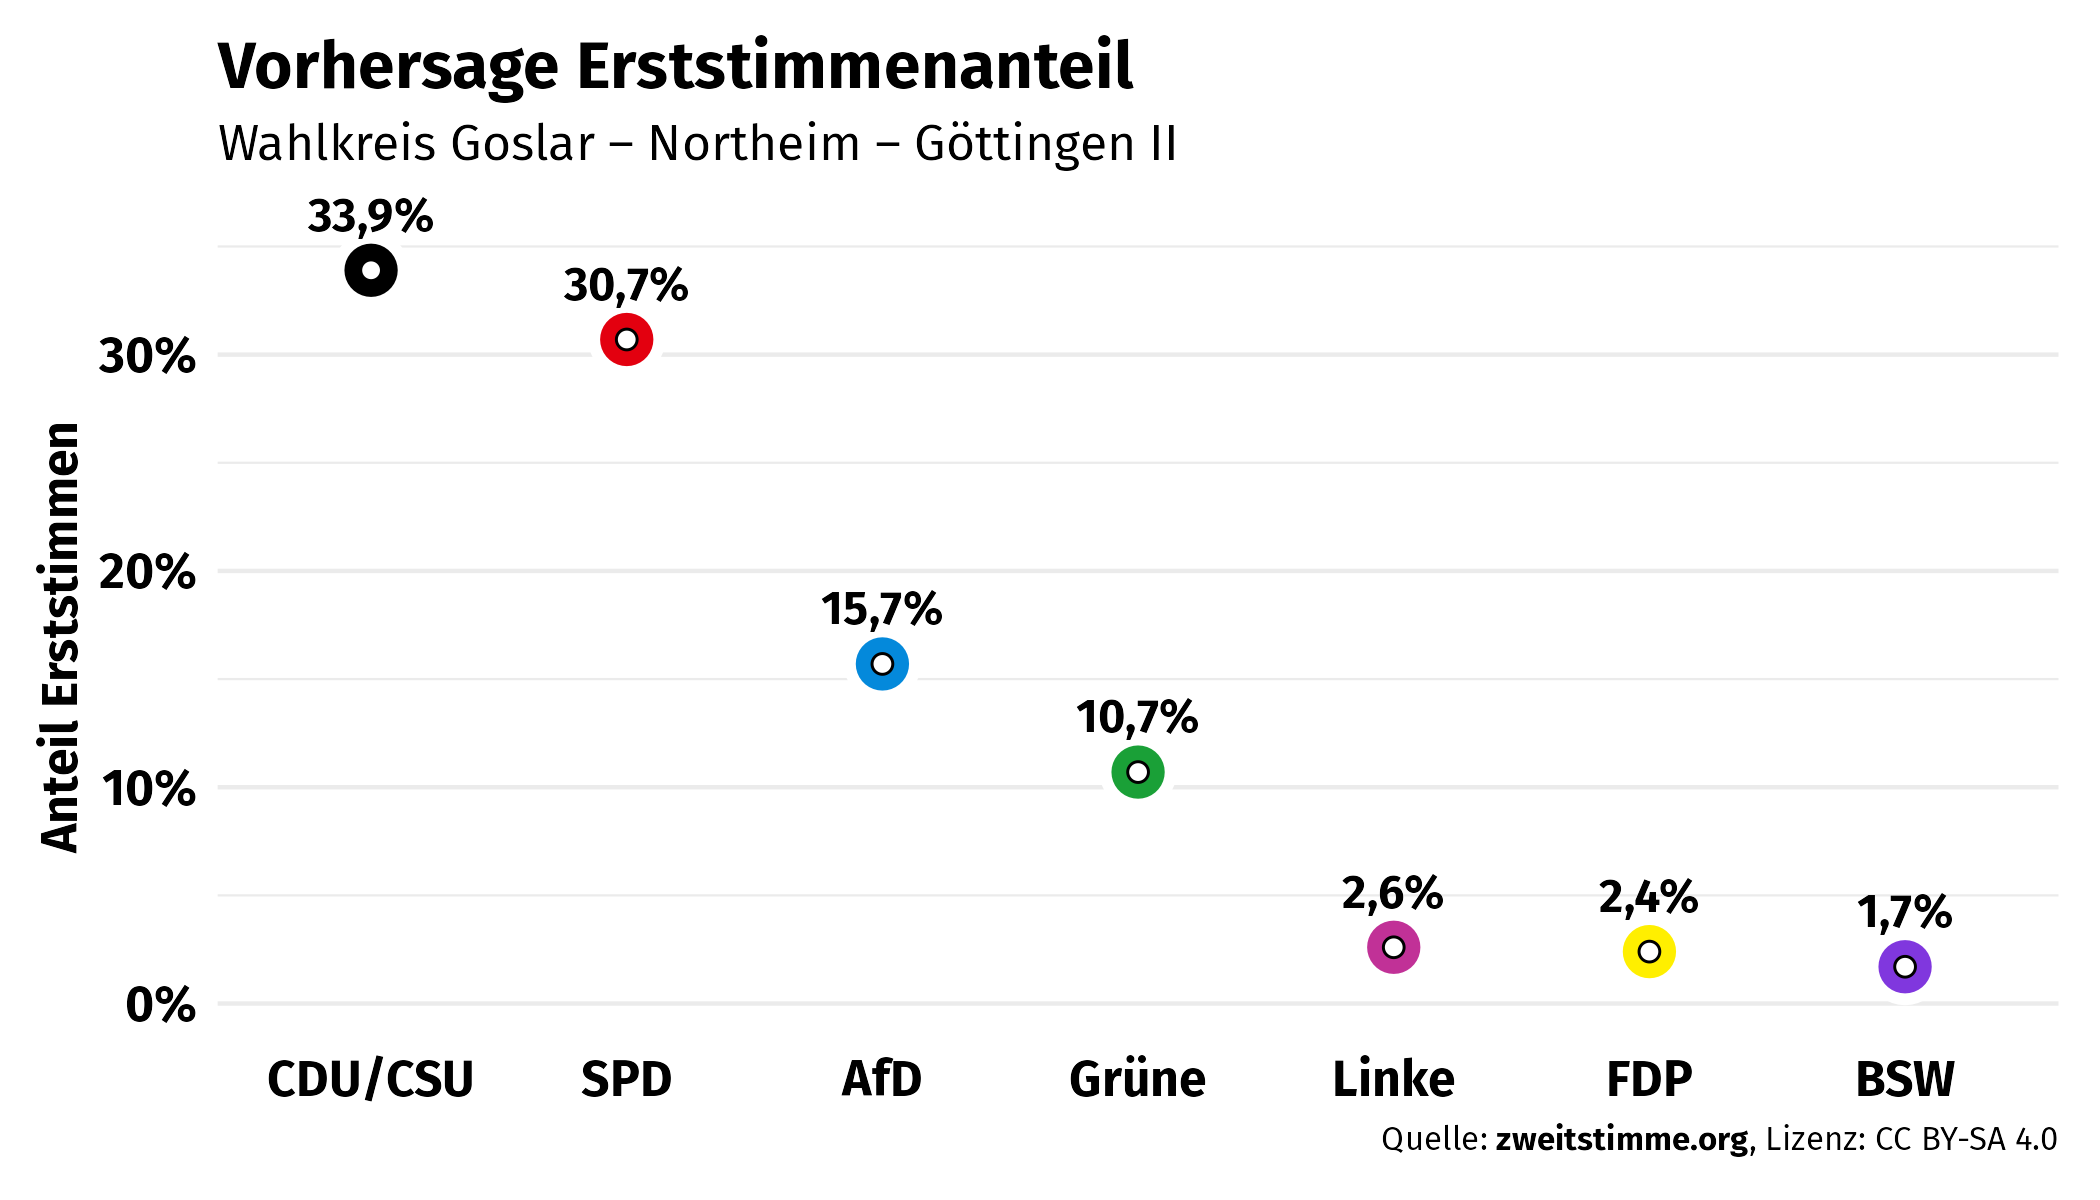 Vorhersage Erststimmenanteil
Wahlkreis Goslar – Northeim – Göttingen II
33,9%
30,7%
30%
20%
15,7%
10,7%
10%
2,6%
2,4%
1,7%
0%
Anteil Erststimmen
CDU/CSU SPD AfD Grüne Linke FDP BSW
Quelle: zweitstimme.org, Lizenz: CC BY-SA 4.0